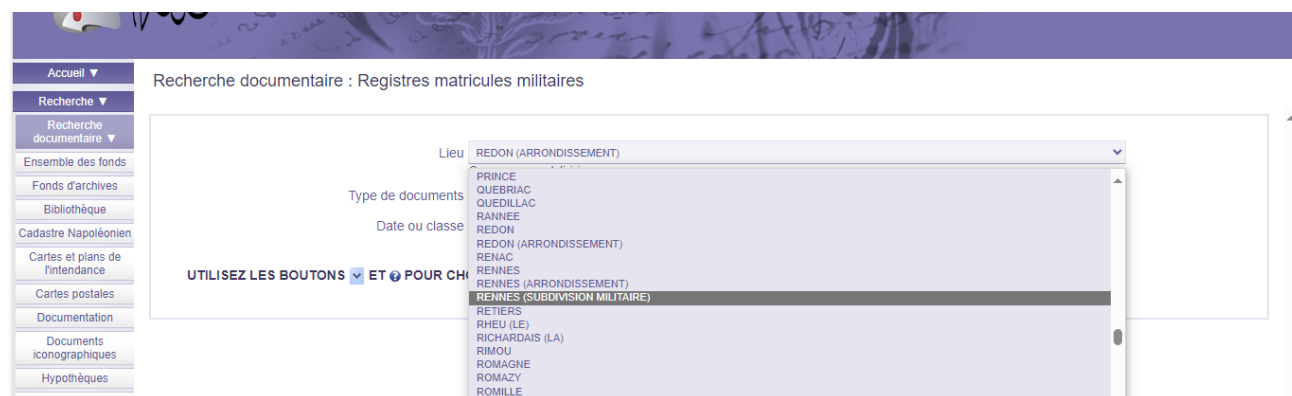 Accueil ▼
Recherche ▼
Recherche
documentaire ▼
Ensemble des fonds
Fonds d'archives
Bibliothèque
Cadastre Napoléonien
Cartes et plans de
l'intendance
Cartes postales
Documentation
Documents
iconographiques
Hypothèques
Recherche documentaire : Registres matricules militaires
Lieu REDON (ARRONDISSEMENT)
Type de documents
Date ou classe
UTILISEZ LES BOUTONS ET POUR
PRINCE
QUEBRIAC
QUEDILLAC
RANNEE
REDON
REDON (ARRONDISSEMENT)
RENAC
RENNES
RENNES (ARRONDISSEMENT)
RENNES (SUBDIVISION MILITAIRE)
RETIERS
RHEU (LE)
RICHARDAIS (LA)
RIMOU
ROMAGNE
ROMAZY
ROMILLE